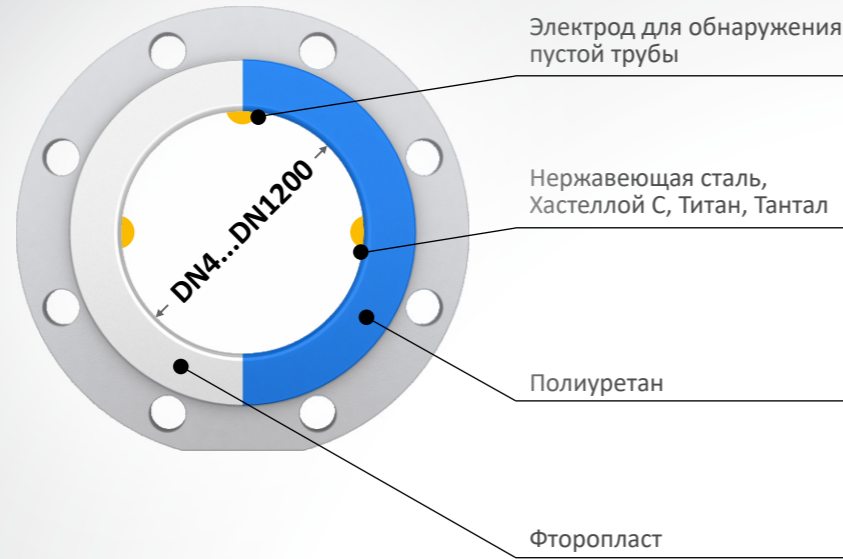 Электрод для обнаружения
пустой трубы
DN4...DN1200
Нержавеющая сталь,
Хастеллой С, Титан, Тантал
Полиуретан
Фторопласт